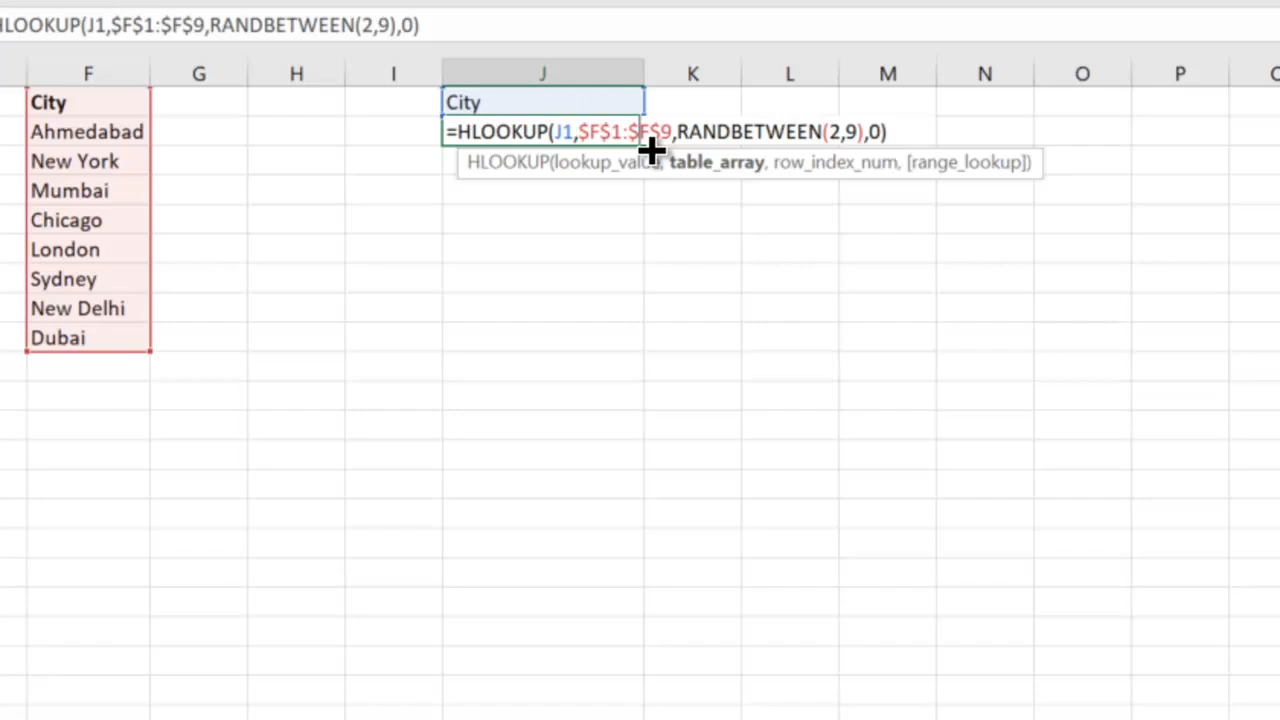 HLOOKUP(J1,$F$1:$F$9,RANDBETWEEN(2,9),0)
F G H I J K L M N O P
City City
Ahmedabad =HLOOKUP(J1,$F$1:$F$9,RANDBETWEEN(2,9),0)
New York HLOOKUP(lookup_value, table_array, row_index_num, [range_lookup])
Mumbai
Chicago
London
Sydney
New Delhi
Dubai